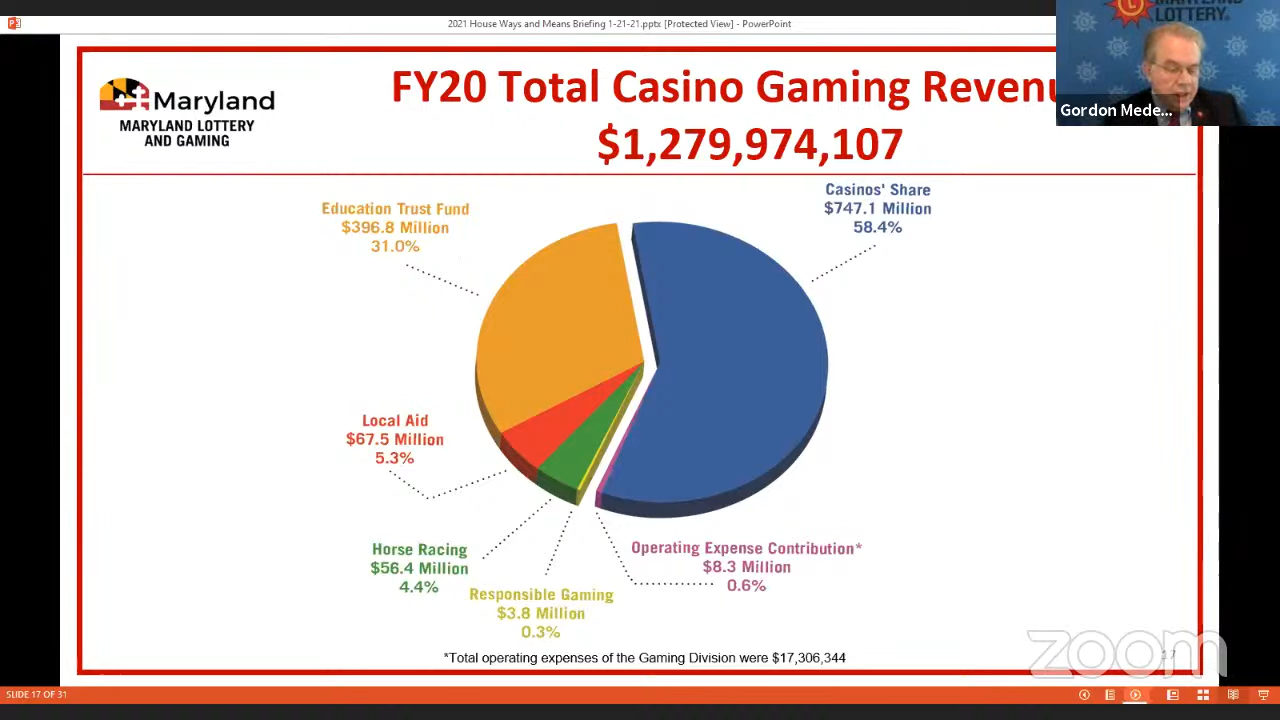 2021 House Ways and Means Briefing 1-21-21.pptx [Protected View] - PowerPoint
LOTTERY®
Gordon Mede...
Maryland
MARYLAND LOTTERY
AND GAMING
FY20 Total Casino Gaming Revenu
$1,279,974,107
Education Trust Fund
$396.8 Million
31.0%
Casinos' Share
$747.1 Million
58.4%
Local Aid
$67.5 Million
5.3%
Horse Racing
$56.4 Million
4.4%
Responsible Gaming
$3.8 Million
0.3%
Operating Expense Contribution*
$8.3 Million
0.6%
*Total operating expenses of the Gaming Division were $17,306,344
zoom
17
SLIDE 17 OF 31